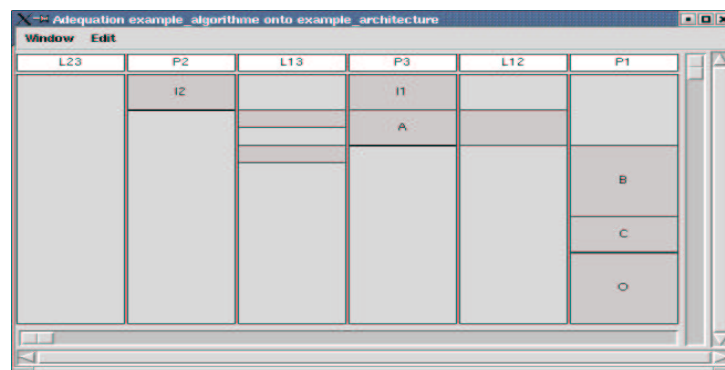 Adequation example_algorithme onto example_architecture
Window Edit
L23 P2 L13 P3 L12 P1
I2 I1
A
B
C
O